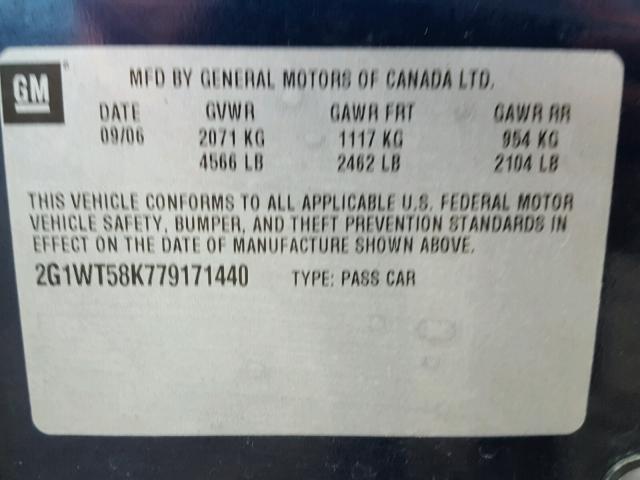 GM ®
MFD BY GENERAL MOTORS OF CANADA LTD.
DATE GVWR GAWR FRT GAWR RR
09/06 2071 KG 1117 KG 954 KG
4566 LB 2462 LB 2104 LB
THIS VEHICLE CONFORMS TO ALL APPLICABLE U.S. FEDERAL MOTOR
VEHICLE SAFETY, BUMPER, AND THEFT PREVENTION STANDARDS IN
EFFECT ON THE DATE OF MANUFACTURE SHOWN ABOVE.
2G1WT58K779171440 TYPE: PASS CAR